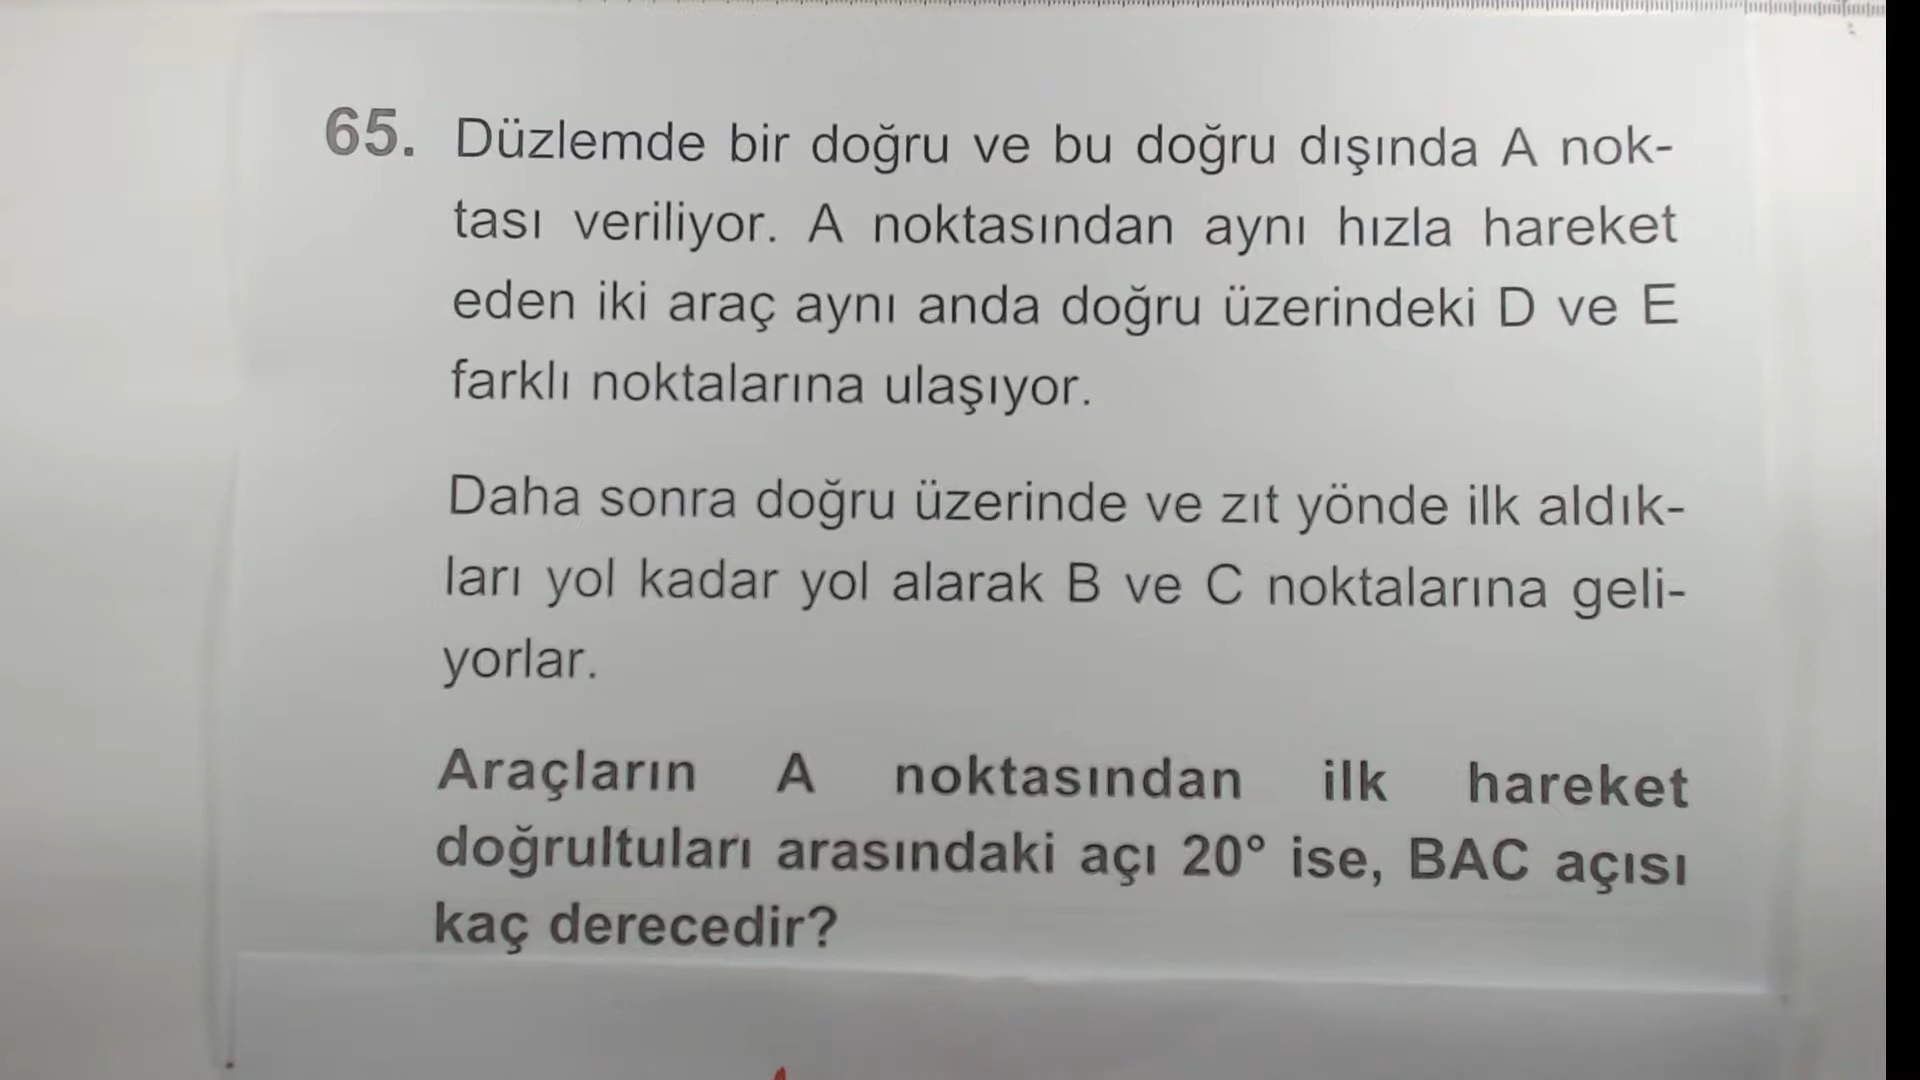 65. Düzlemde bir doğru ve bu doğru dışında A nok-
tası veriliyor. A noktasından aynı hızla hareket
eden iki araç aynı anda doğru üzerindeki D ve E
farklı noktalarına ulaşıyor.
Daha sonra doğru üzerinde ve zıt yönde ilk aldık-
ları yol kadar yol alarak B ve C noktalarına geli-
yorlar.
Araçların A noktasından ilk hareket
doğrultuları arasındaki açı 20° ise, BAC açısı
kaç derecedir?